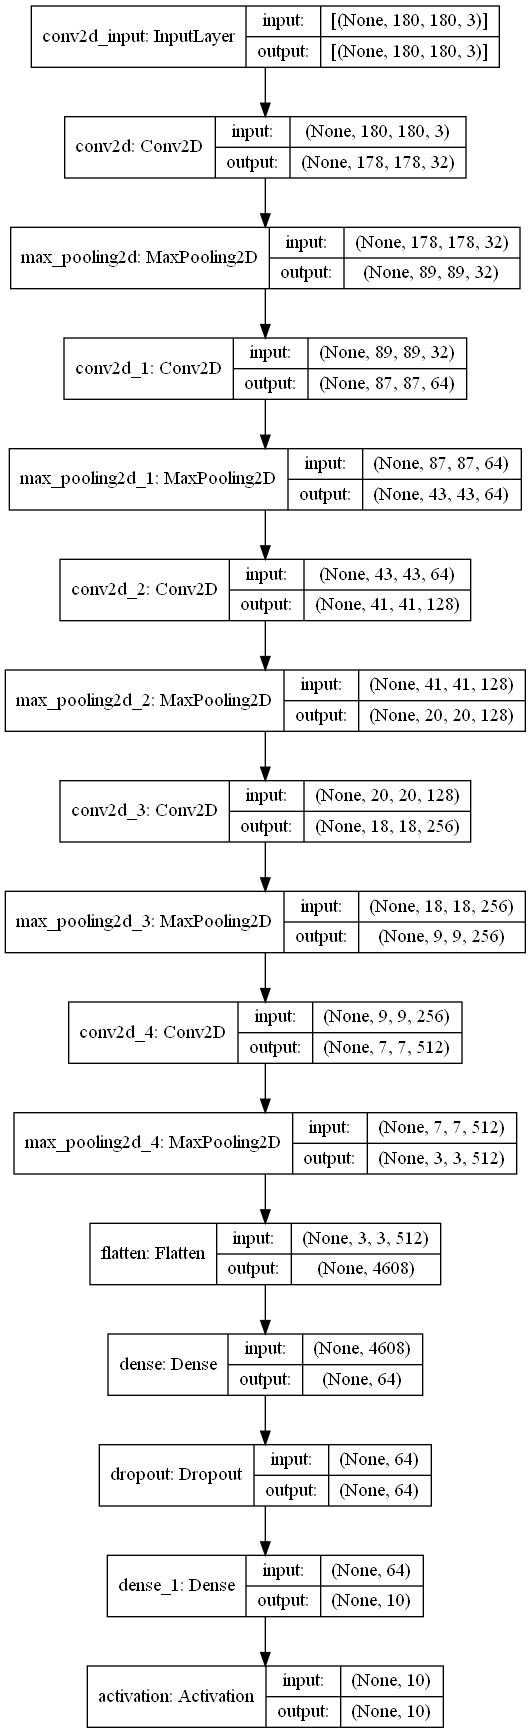 conv2d_input: InputLayer
input: [(None, 180, 180, 3)]
output: [(None, 180, 180, 3)]
conv2d: Conv2D
input: (None, 180, 180, 3)
output: (None, 178, 178, 32)
max_pooling2d: MaxPooling2D
input: (None, 178, 178, 32)
output: (None, 89, 89, 32)
conv2d_1: Conv2D
input: (None, 89, 89, 32)
output: (None, 87, 87, 64)
max_pooling2d_1: MaxPooling2D
input: (None, 87, 87, 64)
output: (None, 43, 43, 64)
conv2d_2: Conv2D
input: (None, 43, 43, 64)
output: (None, 41, 41, 128)
max_pooling2d_2: MaxPooling2D
input: (None, 41, 41, 128)
output: (None, 20, 20, 128)
conv2d_3: Conv2D
input: (None, 20, 20, 128)
output: (None, 18, 18, 256)
max_pooling2d_3: MaxPooling2D
input: (None, 18, 18, 256)
output: (None, 9, 9, 256)
conv2d_4: Conv2D
input: (None, 9, 9, 256)
output: (None, 7, 7, 512)
max_pooling2d_4: MaxPooling2D
input: (None, 7, 7, 512)
output: (None, 3, 3, 512)
flatten: Flatten
input: (None, 3, 3, 512)
output: (None, 4608)
dense: Dense
input: (None, 4608)
output: (None, 64)
dropout: Dropout
input: (None, 64)
output: (None, 64)
dense_1: Dense
input: (None, 64)
output: (None, 10)
activation: Activation
input: (None, 10)
output: (None, 10)